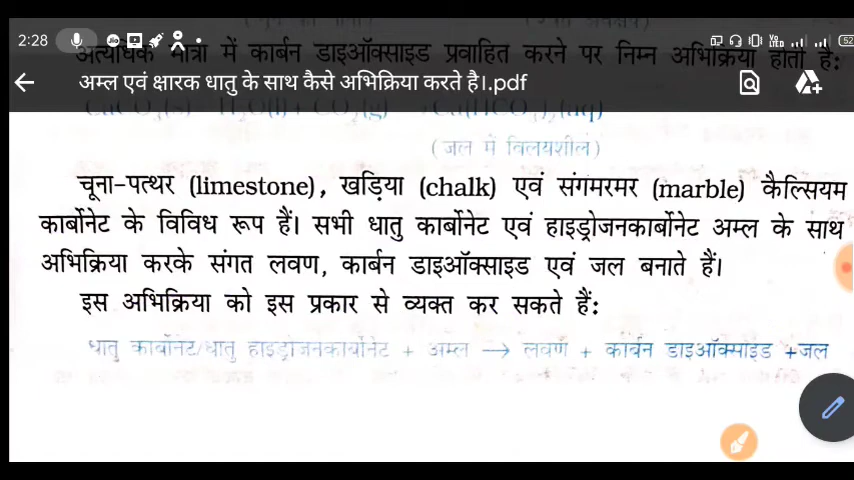 2:28
52
अत्यधिक मात्रा में कार्बन डाइऑक्साइड प्रवाहित करने पर निम्न अभिक्रिया होती है:
अम्ल एवं क्षारक धातु के साथ कैसे अभिक्रिया करते है।.pdf
(जल में विलयशील)
चूना-पत्थर (limestone), खड़िया (chalk) एवं संगमरमर (marble) कैल्सियम
कार्बोनेट के विविध रूप हैं। सभी धातु कार्बोनेट एवं हाइड्रोजनकार्बोनेट अम्ल के साथ
अभिक्रिया करके संगत लवण, कार्बन डाइऑक्साइड एवं जल बनाते हैं।
इस अभिक्रिया को इस प्रकार से व्यक्त कर सकते हैं:
धातु कार्बोनेट/धातु हाइड्रोजनकार्बोनेट + अम्ल → लवण + कार्बन डाइऑक्साइड +जल